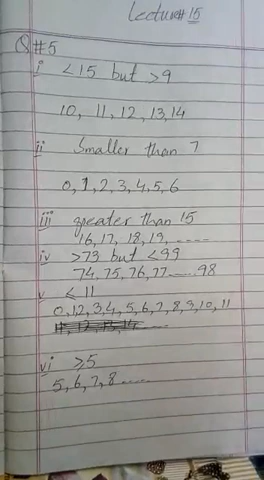 Lecture# 15
Q#5
i <15 but >9
10, 11, 12, 13, 14
ii Smaller than 7
0, 1, 2, 3, 4, 5, 6
iii greater than 15
16, 17, 18, 19, ......
iv >73 but <99
74, 75, 76, 77......98
v <11
0, 12, 3, 4, 5, 6, 7, 8, 9, 10, 11
vi ≥5
5, 6, 7, 8......